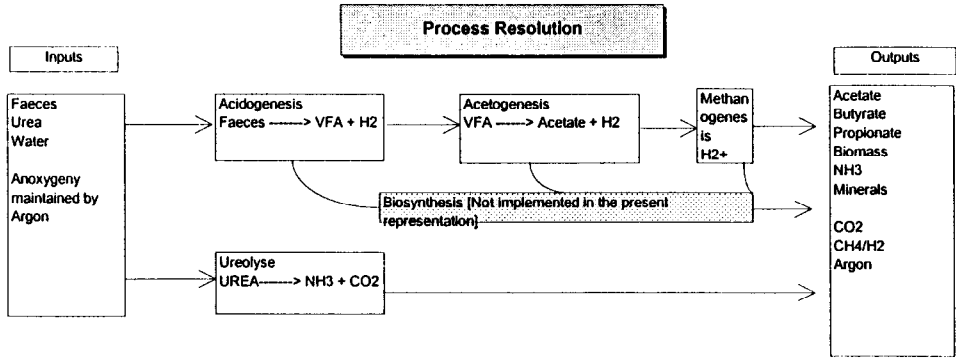 Process Resolution
Inputs
Outputs
Faeces
Urea
Water
Anoxygeny
maintained by
Argon
Acidogenesis
Faeces -------> VFA + H2
Acetogenesis
VFA -----> Acetate + H2
Methan
ogenes
is
H2+
Biosynthesis [Not implemented in the present
representation]
Ureolyse
UREA-------> NH3 + CO2
Acetate
Butyrate
Propionate
Biomass
NH3
Minerals
CO2
CH4/H2
Argon